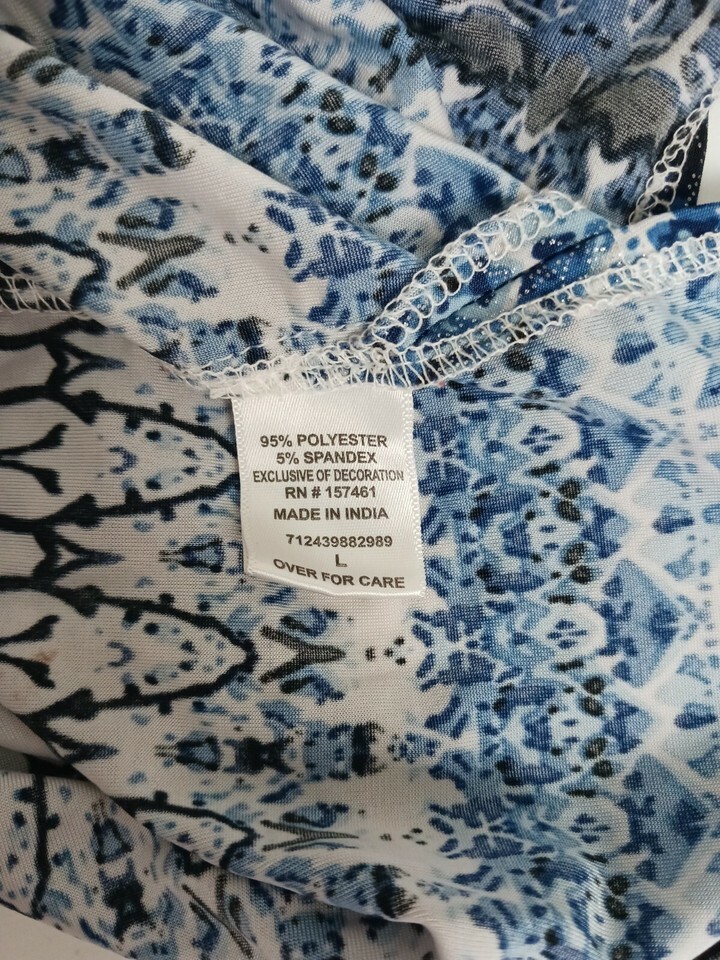 95% POLYESTER
5% SPANDEX
EXCLUSIVE OF DECORATION
RN # 157461
MADE IN INDIA
712439882989
L
OVER FOR CARE